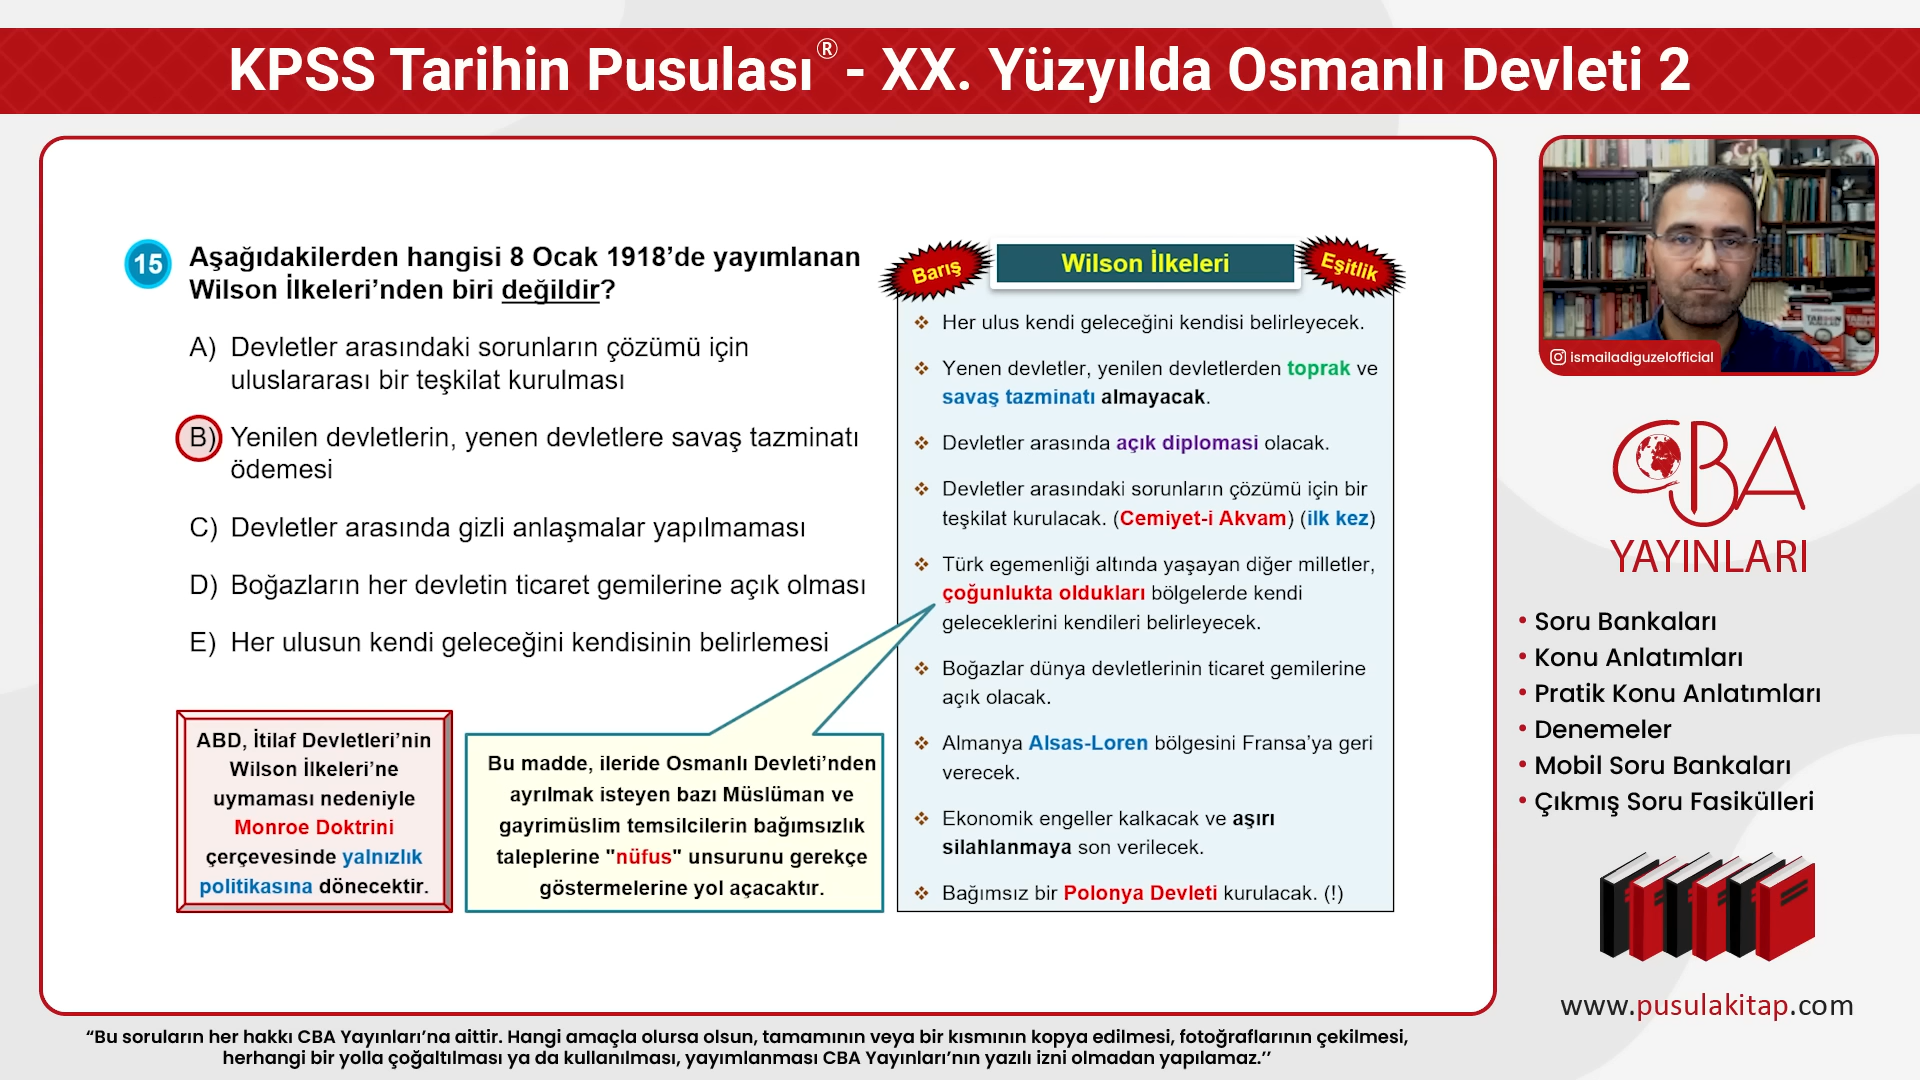 KPSS Tarihin Pusulası® - XX. Yüzyılda Osmanlı Devleti 2
15 Aşağıdakilerden hangisi 8 Ocak 1918’de yayımlanan
Wilson İlkeleri’nden biri değildir?
A) Devletler arasındaki sorunların çözümü için
uluslararası bir teşkilat kurulması
B) Yenilen devletlerin, yenen devletlere savaş tazminatı
ödemesi
C) Devletler arasında gizli anlaşmalar yapılmaması
D) Boğazların her devletin ticaret gemilerine açık olması
E) Her ulusun kendi geleceğini kendisinin belirlemesi
ABD, İtilaf Devletleri’nin
Wilson İlkeleri’ne
uymaması nedeniyle
Monroe Doktrini
çerçevesinde yalnızlık
politikasına dönecektir.
Bu madde, ileride Osmanlı Devleti’nden
ayrılmak isteyen bazı Müslüman ve
gayrimüslim temsilcilerin bağımsızlık
taleplerine "nüfus" unsurunu gerekçe
göstermelerine yol açacaktır.
Barış
Wilson İlkeleri
Eşitlik
❖ Her ulus kendi geleceğini kendisi belirleyecek.
❖ Yenen devletler, yenilen devletlerden toprak ve
savaş tazminatı almayacak.
❖ Devletler arasında açık diplomasi olacak.
❖ Devletler arasındaki sorunların çözümü için bir
teşkilat kurulacak. (Cemiyet-i Akvam) (ilk kez)
❖ Türk egemenliği altında yaşayan diğer milletler,
çoğunlukta oldukları bölgelerde kendi
geleceklerini kendileri belirleyecek.
❖ Boğazlar dünya devletlerinin ticaret gemilerine
açık olacak.
❖ Almanya Alsas-Loren bölgesini Fransa’ya geri
verecek.
❖ Ekonomik engeller kalkacak ve aşırı
silahlanmaya son verilecek.
❖ Bağımsız bir Polonya Devleti kurulacak. (!)
ismailadiguzelofficial
CBA
YAYINLARI
• Soru Bankaları
• Konu Anlatımları
• Pratik Konu Anlatımları
• Denemeler
• Mobil Soru Bankaları
• Çıkmış Soru Fasikülleri
www.pusulakitap.com
“Bu soruların her hakkı CBA Yayınları’na aittir. Hangi amaçla olursa olsun, tamamının veya bir kısmının kopya edilmesi, fotoğraflarının çekilmesi,
herhangi bir yolla çoğaltılması ya da kullanılması, yayımlanması CBA Yayınları’nın yazılı izni olmadan yapılamaz.’’